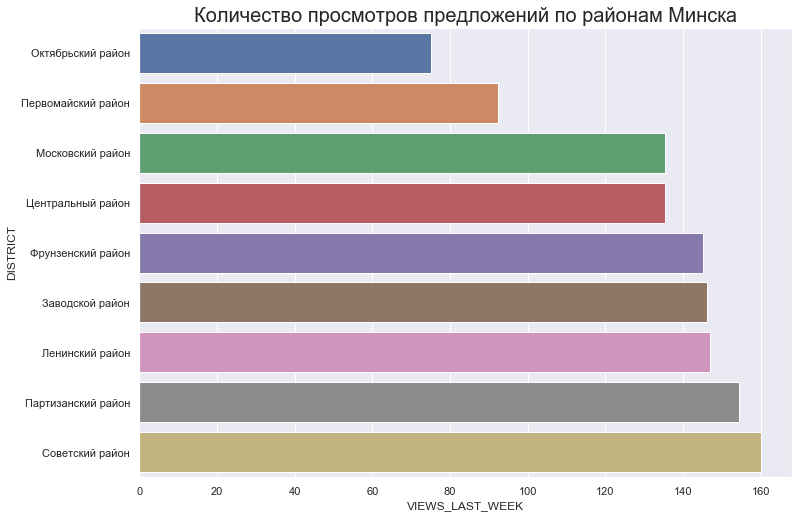 Количество просмотров предложений по районам Минска
DISTRICT
Октябрьский район
Первомайский район
Московский район
Центральный район
Фрунзенский район
Заводской район
Ленинский район
Партизанский район
Советский район
0 20 40 60 80 100 120 140 160
VIEWS_LAST_WEEK